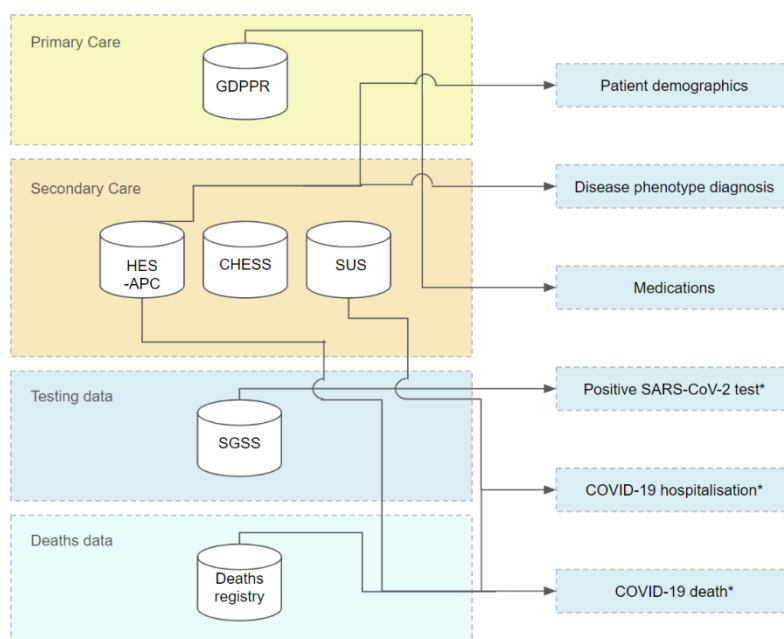 Primary Care
GDPPR
Patient demographics
Secondary Care
Disease phenotype diagnosis
HES
-APC
CHESS
SUS
Medications
Testing data
SGSS
Positive SARS-CoV-2 test*
COVID-19 hospitalisation*
Deaths data
Deaths
registry
COVID-19 death*